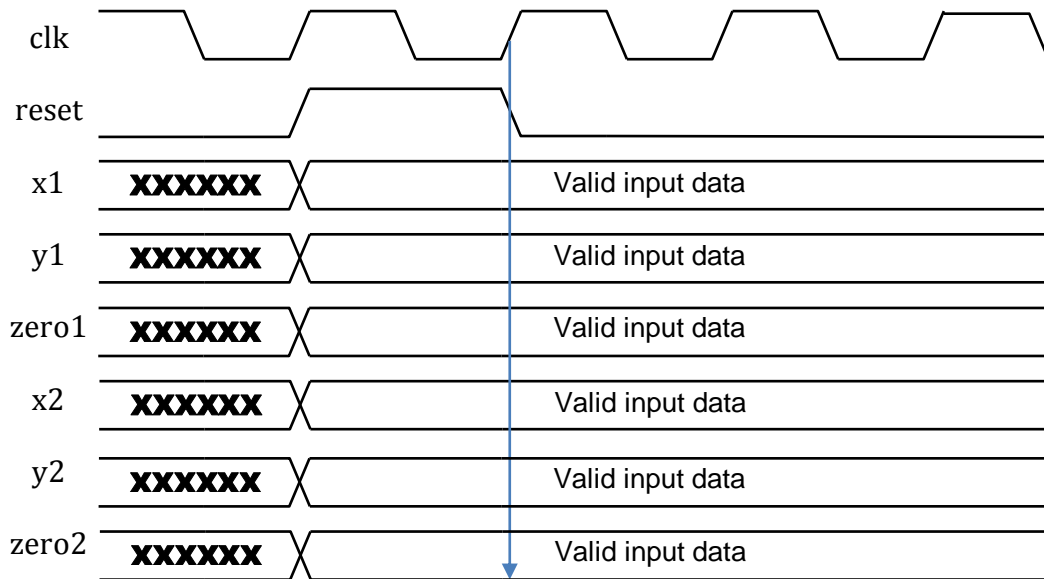 clk
reset
x1 xxxxxx Valid input data
y1 xxxxxx Valid input data
zero1 xxxxxx Valid input data
x2 xxxxxx Valid input data
y2 xxxxxx Valid input data
zero2 xxxxxx Valid input data